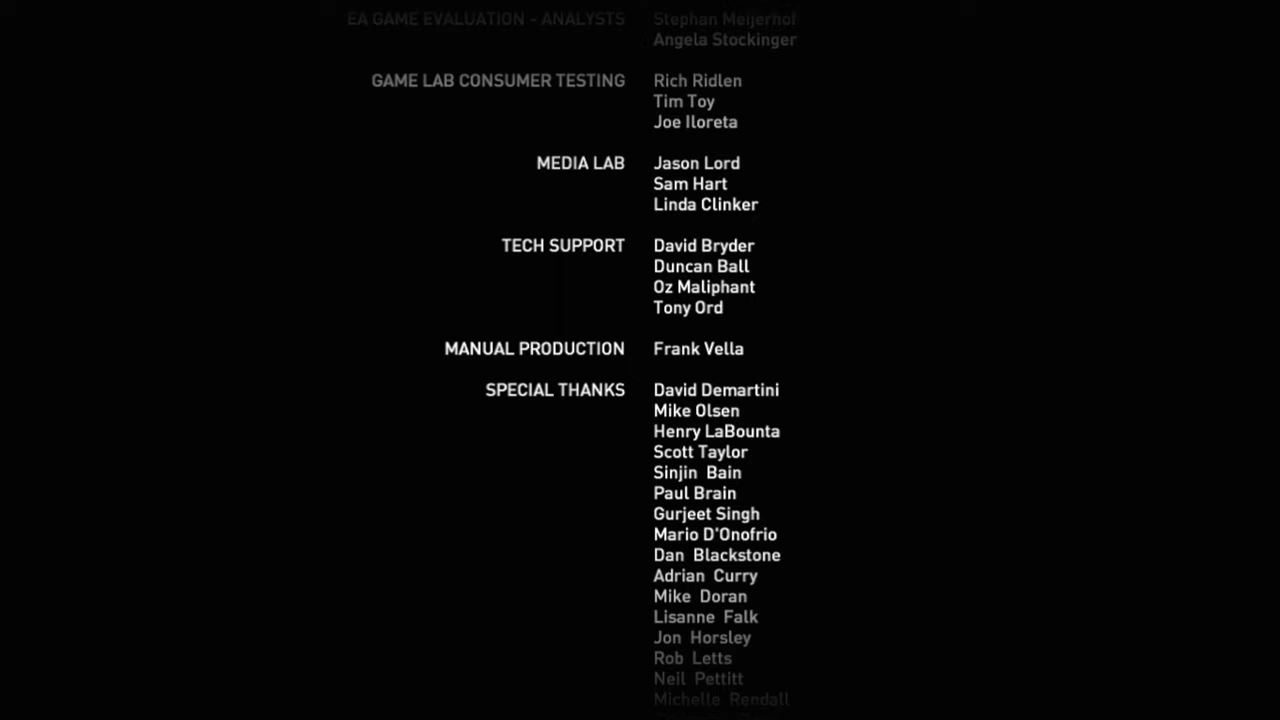 EA GAME EVALUATION - ANALYSTS Stephan Meijerhof
Angela Stockinger
GAME LAB CONSUMER TESTING Rich Ridlen
Tim Toy
Joe Iloreta
MEDIA LAB Jason Lord
Sam Hart
Linda Clinker
TECH SUPPORT David Bryder
Duncan Ball
Oz Maliphant
Tony Ord
MANUAL PRODUCTION Frank Vella
SPECIAL THANKS David Demartini
Mike Olsen
Henry LaBounta
Scott Taylor
Sinjin Bain
Paul Brain
Gurjeet Singh
Mario D'Onofrio
Dan Blackstone
Adrian Curry
Mike Doran
Lisanne Falk
Jon Horsley
Rob Letts
Neil Pettitt
Michelle Rendall